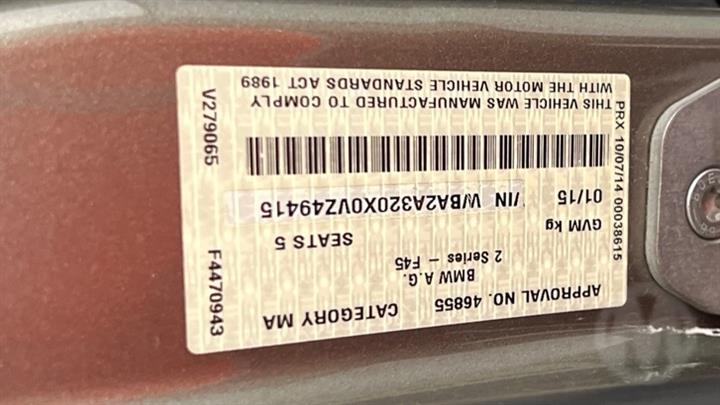 APPROVAL NO. 46855 CATEGORY MA
BMW A.G.
2 Series - F45
GVM kg SEATS 5
01/15 VIN WBA2A320X0VZ49415
THIS VEHICLE WAS MANUFACTURED TO COMPLY
WITH THE MOTOR VEHICLE STANDARDS ACT 1989
PRX 10/07/14 00038615
V279065 F4470943